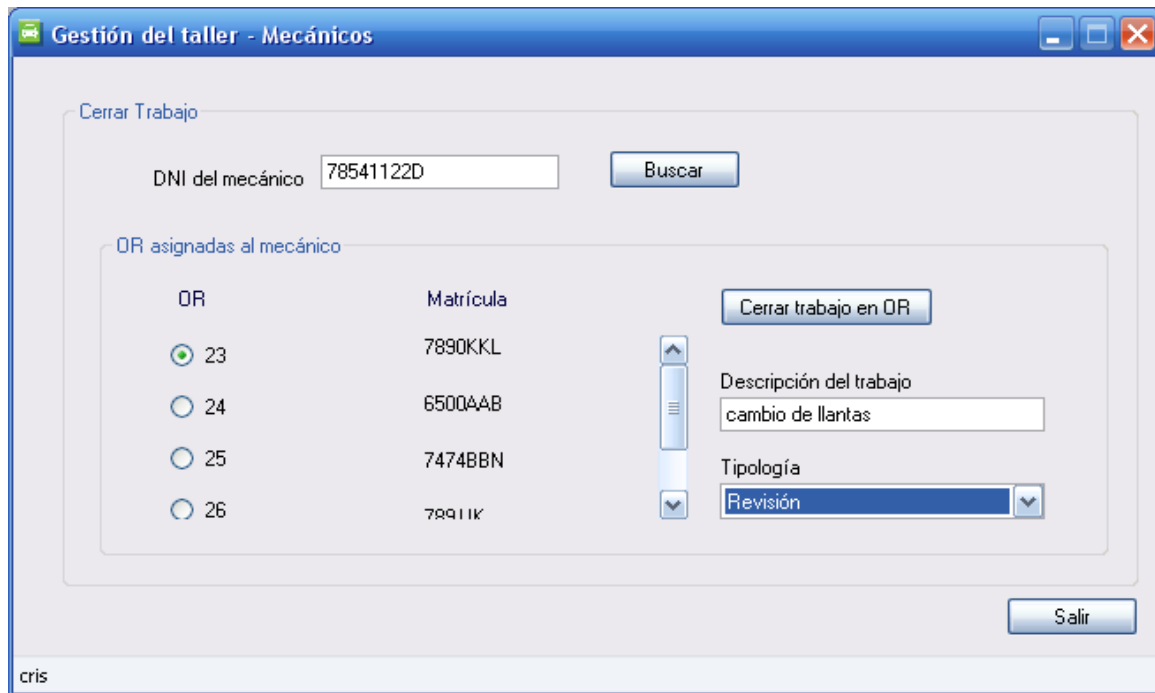 Gestión del taller - Mecánicos
Cerrar Trabajo
DNI del mecánico 78541122D Buscar
OR asignadas al mecánico
OR Matrícula Cerrar trabajo en OR
23 7890KKL
24 6500AAB
25 7474BBN
26
Descripción del trabajo
cambio de llantas
Tipología
Revisión
Salir
cris